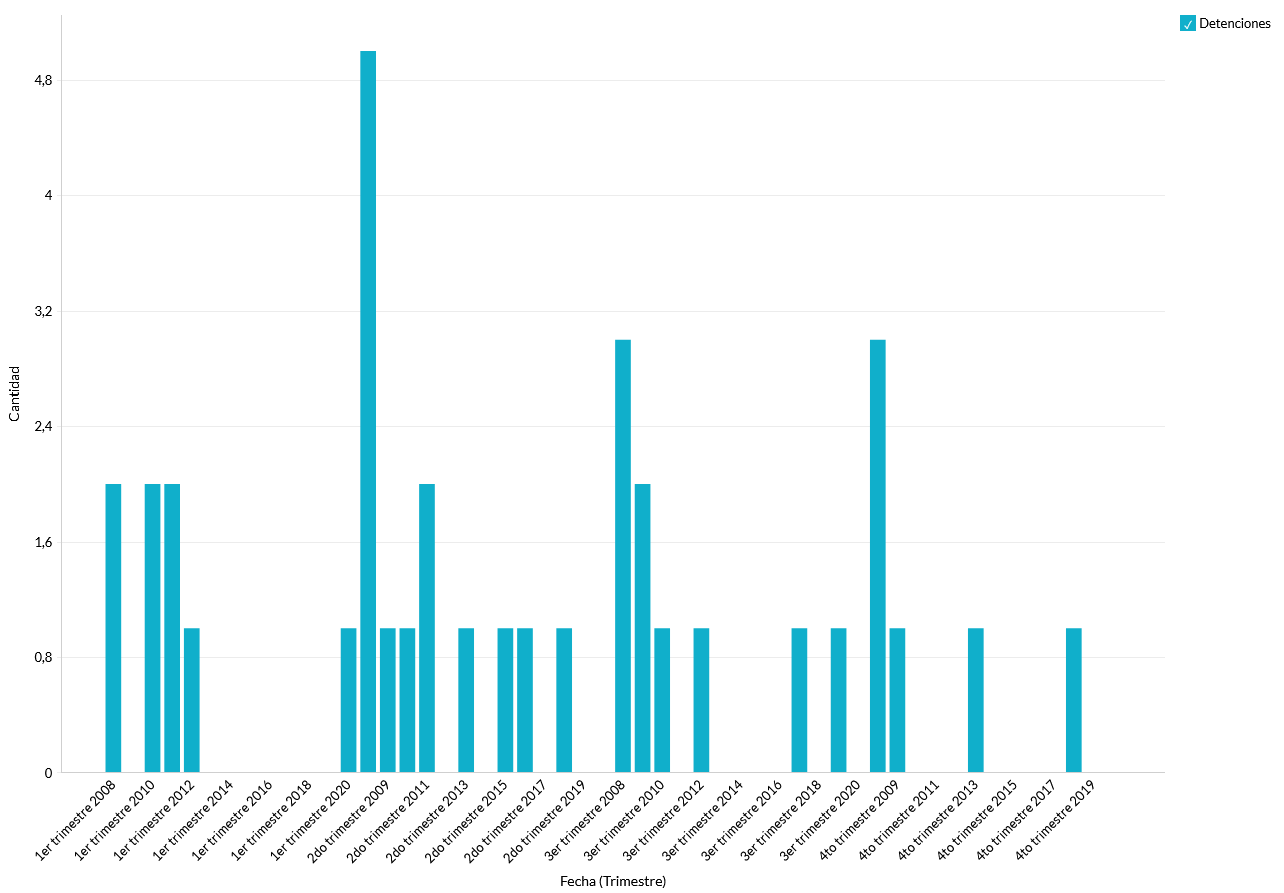 Detenciones
4,8
4
3,2
2,4
1,6
0,8
0
Cantidad
1er trimestre 2008
1er trimestre 2010
1er trimestre 2012
1er trimestre 2014
1er trimestre 2016
1er trimestre 2018
1er trimestre 2020
2do trimestre 2009
2do trimestre 2011
2do trimestre 2013
2do trimestre 2015
2do trimestre 2017
2do trimestre 2019
3er trimestre 2008
3er trimestre 2010
3er trimestre 2012
3er trimestre 2014
3er trimestre 2016
3er trimestre 2018
3er trimestre 2020
4to trimestre 2009
4to trimestre 2011
4to trimestre 2013
4to trimestre 2015
4to trimestre 2017
4to trimestre 2019
Fecha (Trimestre)